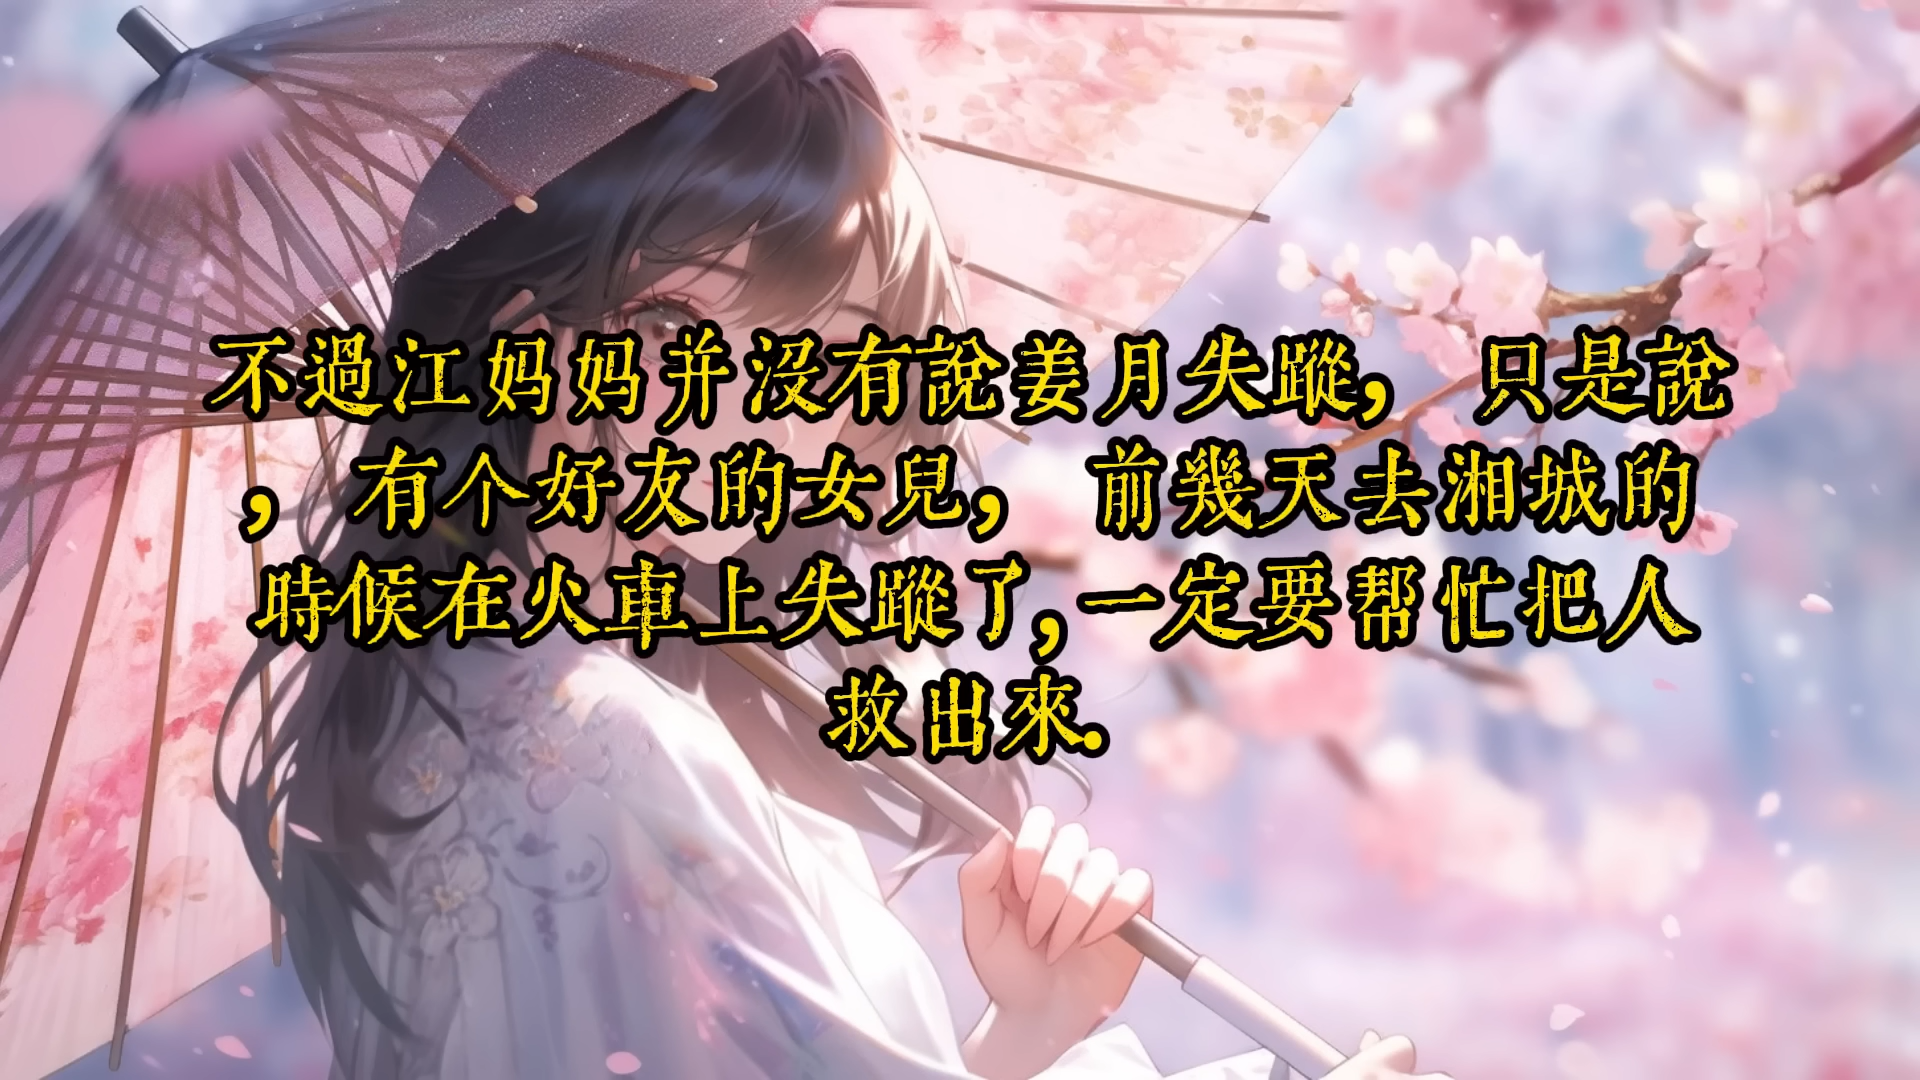 不過江妈妈并沒有說姜月失蹤， 只是說
， 有个好友的女兒， 前幾天去湘城的
時候在火車上失蹤了,一定要帮忙把人
救出來.